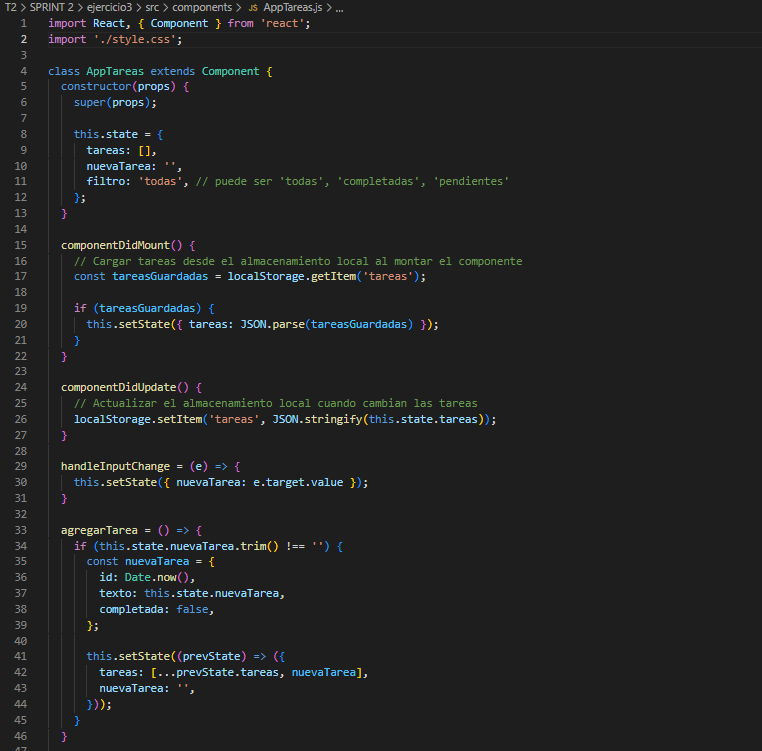 T2 > SPRINT 2 > ejercicio3 > src > components > JS AppTareas.js > ...
1 import React, { Component } from 'react';
2 import './style.css';
3
4 class AppTareas extends Component {
5   constructor(props) {
6     super(props);
7
8     this.state = {
9       tareas: [],
10       nuevaTarea: '',
11       filtro: 'todas', // puede ser 'todas', 'completadas', 'pendientes'
12     };
13   }
14
15   componentDidMount() {
16     // Cargar tareas desde el almacenamiento local al montar el componente
17     const tareasGuardadas = localStorage.getItem('tareas');
18
19     if (tareasGuardadas) {
20       this.setState({ tareas: JSON.parse(tareasGuardadas) });
21     }
22   }
23
24   componentDidUpdate() {
25     // Actualizar el almacenamiento local cuando cambian las tareas
26     localStorage.setItem('tareas', JSON.stringify(this.state.tareas));
27   }
28
29   handleInputChange = (e) => {
30     this.setState({ nuevaTarea: e.target.value });
31   }
32
33   agregarTarea = () => {
34     if (this.state.nuevaTarea.trim() !== '') {
35       const nuevaTarea = {
36         id: Date.now(),
37         texto: this.state.nuevaTarea,
38         completada: false,
39       };
40
41       this.setState((prevState) => ({
42         tareas: [...prevState.tareas, nuevaTarea],
43         nuevaTarea: '',
44       }));
45     }
46   }